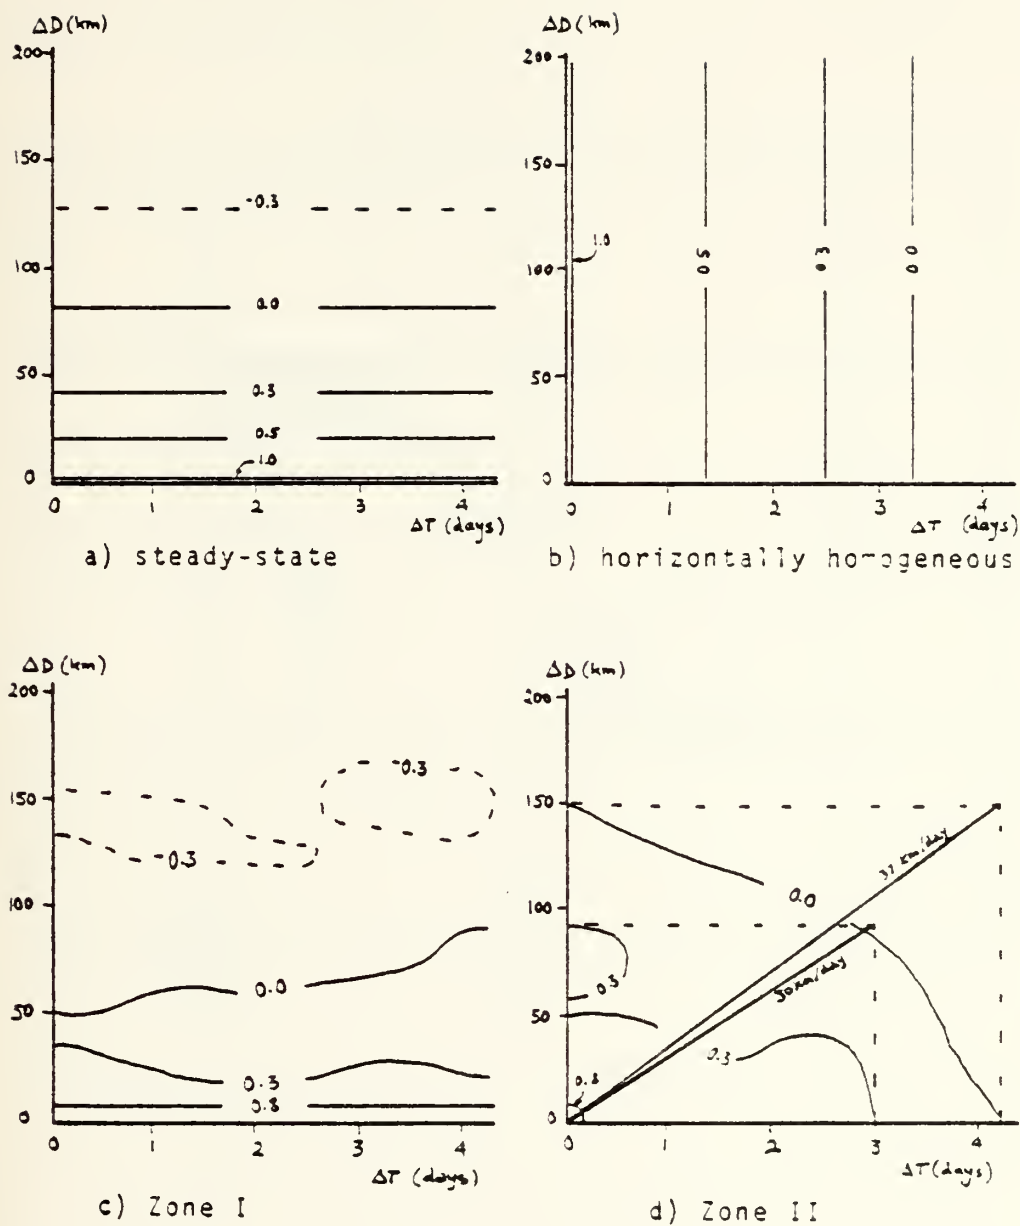 ΔD (km)
200
150
100
50
0
-0.3
0.0
0.3
0.5
1.0
0 1 2 3 4
ΔT (days)
a) steady-state
ΔD (km)
200
150
100
50
0
1.0
0.5
0.3
0.0
0 1 2 3 4
ΔT (days)
b) horizontally homogeneous
ΔD (km)
200
150
100
50
0
-0.3
-0.3
0.0
0.3
0.8
0 1 2 3 4
ΔT (days)
c) Zone I
ΔD (km)
200
150
100
50
0
37 km/day
0.0
0.3
30 km/day
0.3
0.8
0 1 2 3 4
ΔT (days)
d) Zone II